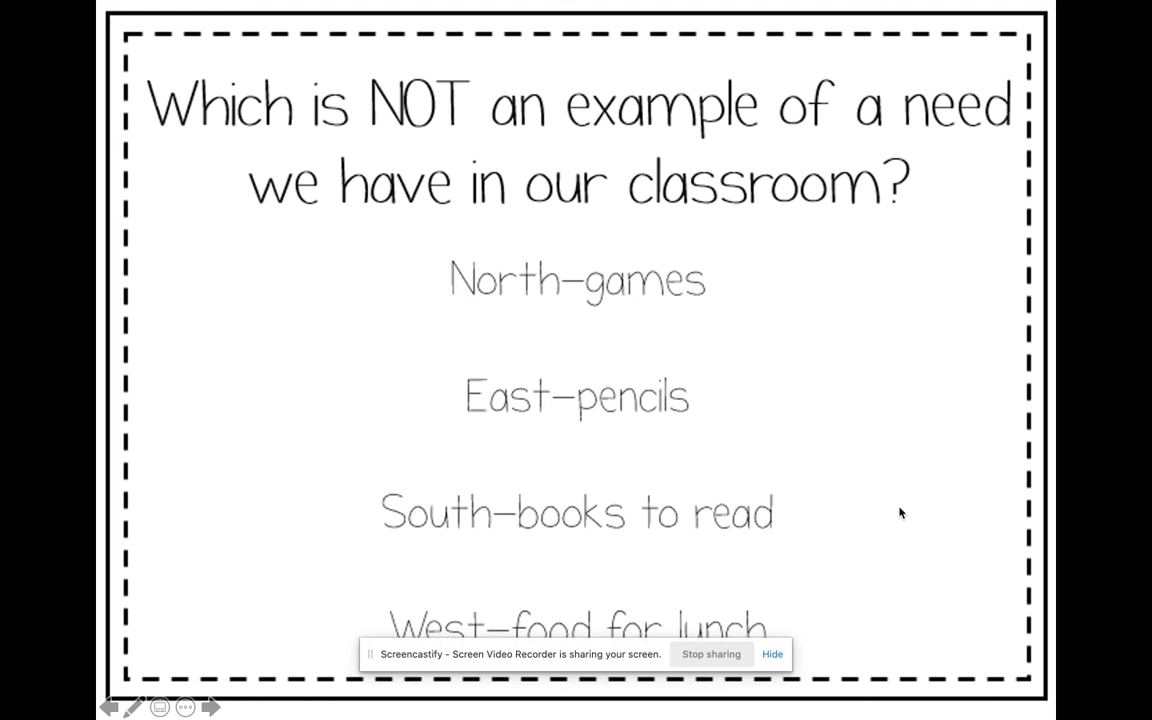 Which is NOT an example of a need
we have in our classroom?
North-games
East-pencils
South-books to read
West-food for lunch
Screencastify - Screen Video Recorder is sharing your screen. Stop sharing Hide